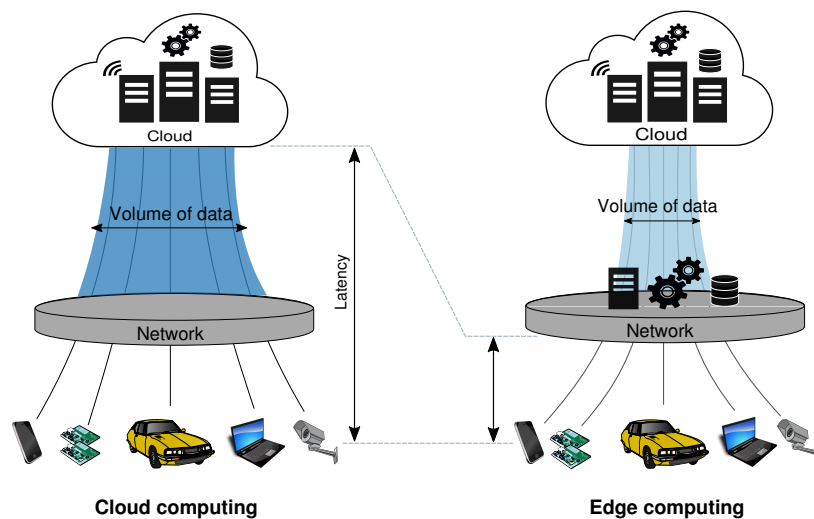 Cloud
Volume of data
Network
Cloud computing
Latency
Cloud
Volume of data
Network
Edge computing